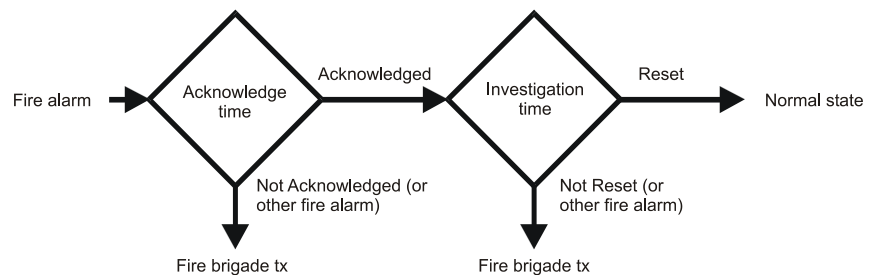 Fire alarm
Acknowledge
time
Acknowledged
Investigation
time
Reset
Normal state
Not Acknowledged (or
other fire alarm)
Not Reset (or
other fire alarm)
Fire brigade tx
Fire brigade tx